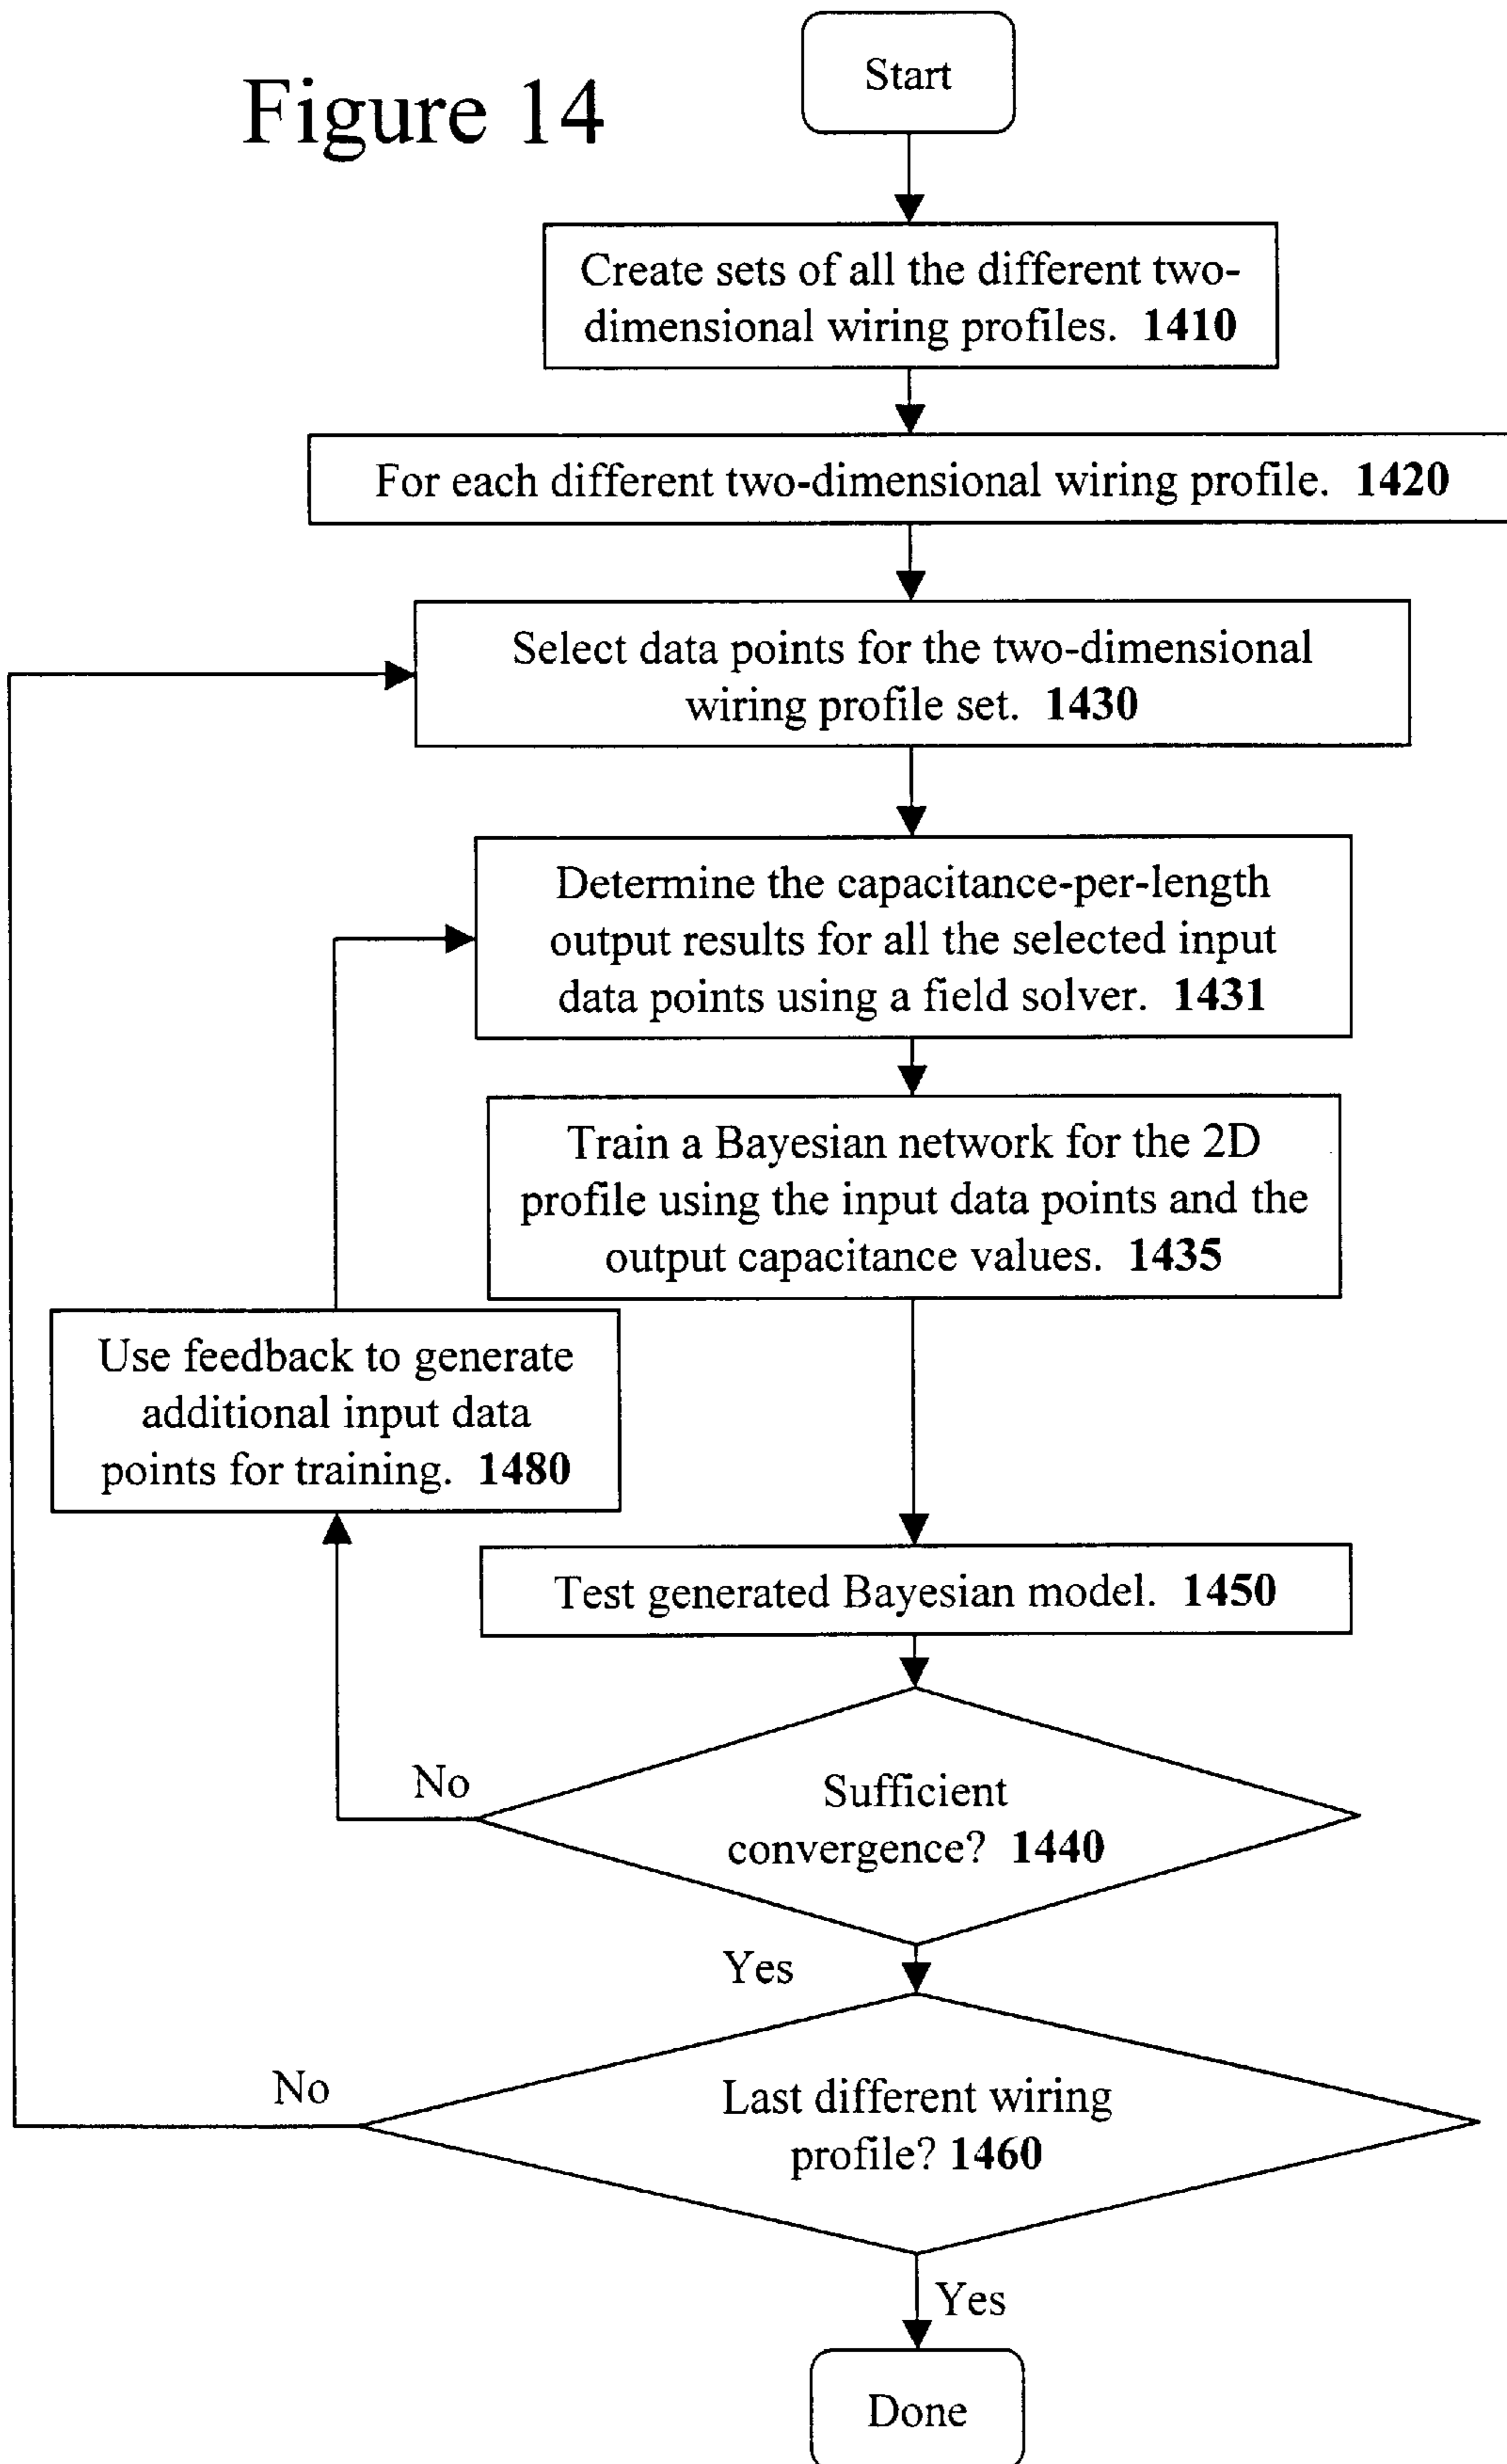 Figure 14
Start
Create sets of all the different two-
dimensional wiring profiles. 1410
For each different two-dimensional wiring profile. 1420
Select data points for the two-dimensional
wiring profile set. 1430
Determine the capacitance-per-length
output results for all the selected input
data points using a field solver. 1431
Train a Bayesian network for the 2D
profile using the input data points and the
output capacitance values. 1435
Use feedback to generate
additional input data
points for training. 1480
Test generated Bayesian model. 1450
No
Sufficient
convergence? 1440
Yes
No
Last different wiring
profile? 1460
Yes
Done